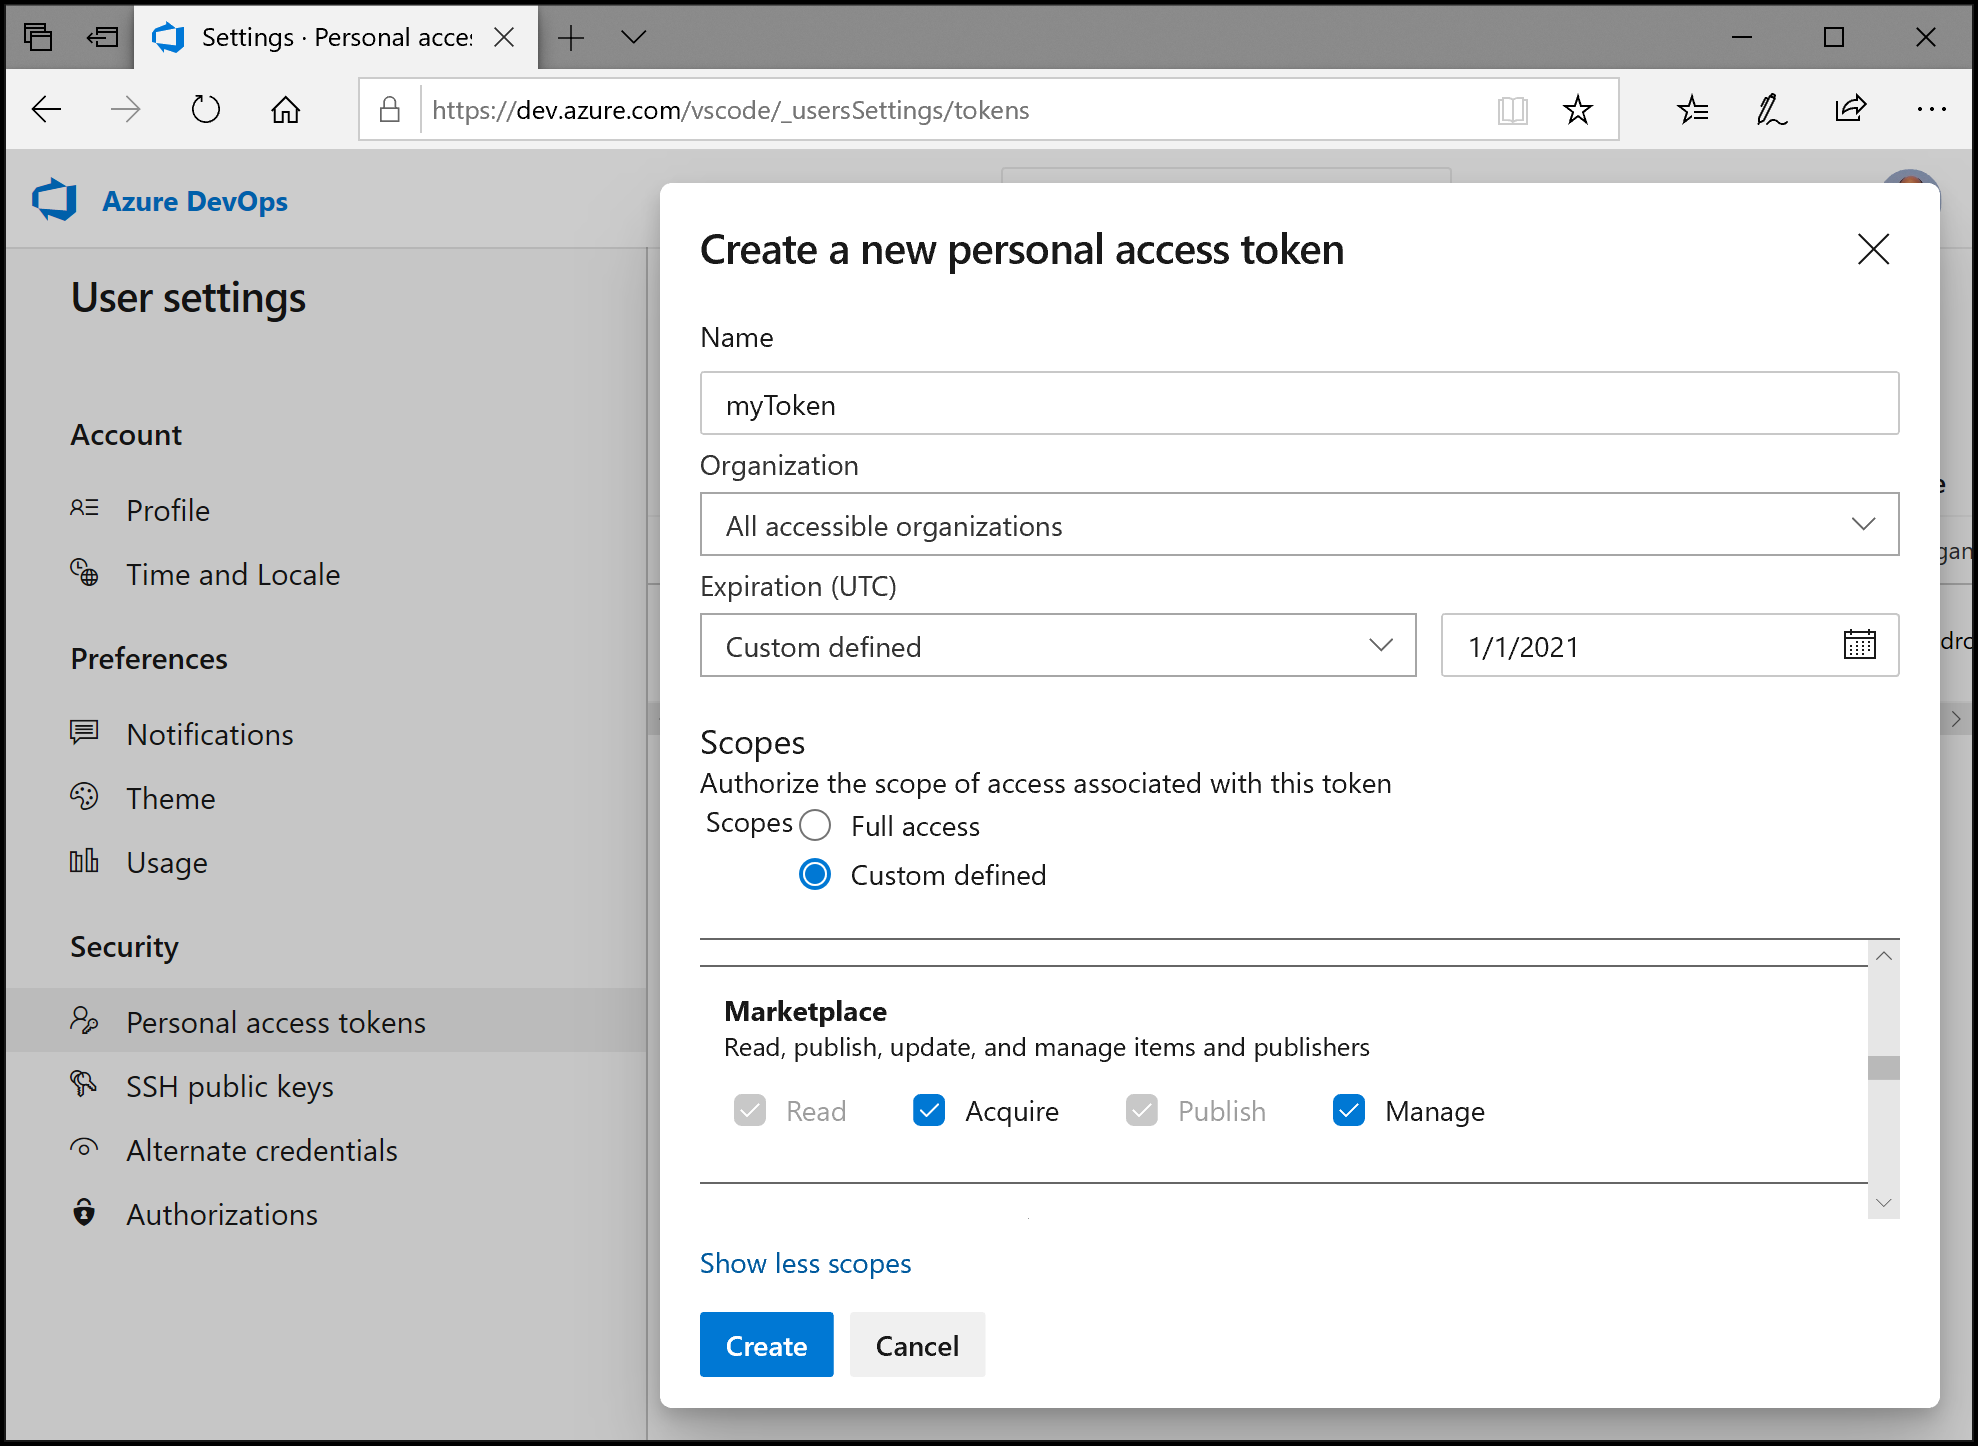 Settings · Personal acce
https://dev.azure.com/vscode/_usersSettings/tokens
Azure DevOps
User settings
Account
Profile
Time and Locale
Preferences
Notifications
Theme
Usage
Security
Personal access tokens
SSH public keys
Alternate credentials
Authorizations
Create a new personal access token
Name
myToken
Organization
All accessible organizations
Expiration (UTC)
Custom defined
1/1/2021
Scopes
Authorize the scope of access associated with this token
Scopes
Full access
Custom defined
Marketplace
Read, publish, update, and manage items and publishers
Read Acquire Publish Manage
Show less scopes
Create Cancel